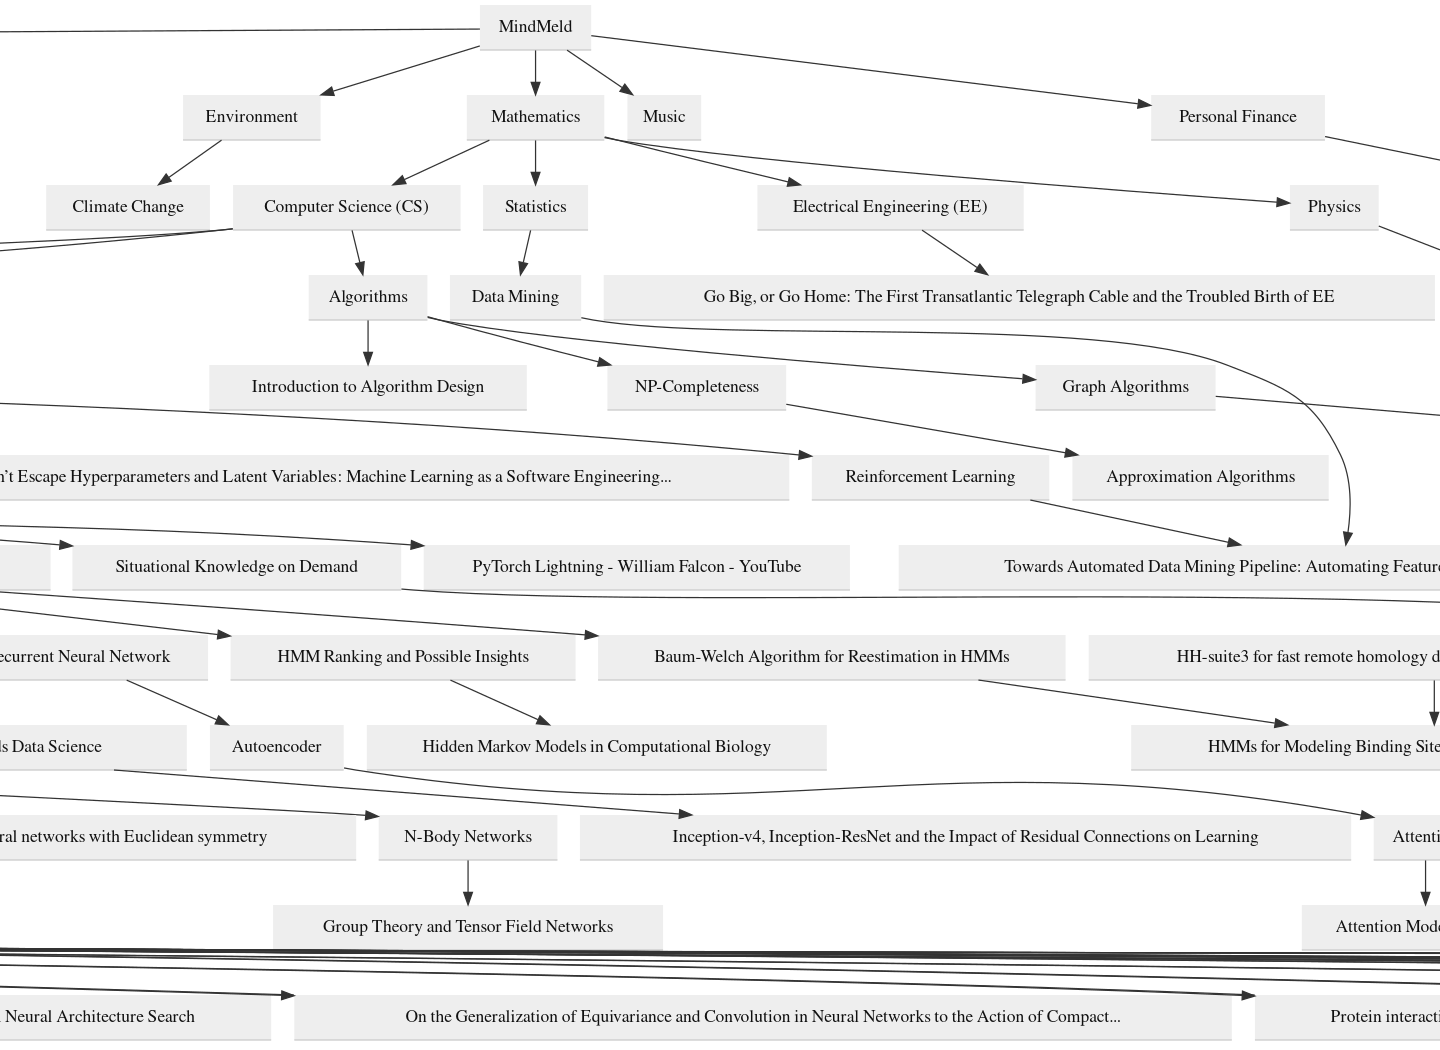 MindMeld
Environment
Mathematics
Music
Personal Finance
Climate Change
Computer Science (CS)
Statistics
Electrical Engineering (EE)
Physics
Algorithms
Data Mining
Go Big, or Go Home: The First Transatlantic Telegraph Cable and the Troubled Birth of EE
Introduction to Algorithm Design
NP-Completeness
Graph Algorithms
Escape Hyperparameters and Latent Variables: Machine Learning as a Software Engineering...
Reinforcement Learning
Approximation Algorithms
Situational Knowledge on Demand
PyTorch Lightning - William Falcon - YouTube
Towards Automated Data Mining Pipeline: Automating Feature
ecurrent Neural Network
HMM Ranking and Possible Insights
Baum-Welch Algorithm for Reestimation in HMMs
HH-suite3 for fast remote homology d
ls Data Science
Autoencoder
Hidden Markov Models in Computational Biology
HMMs for Modeling Binding Site
ral networks with Euclidean symmetry
N-Body Networks
Inception-v4, Inception-ResNet and the Impact of Residual Connections on Learning
Attenti
Group Theory and Tensor Field Networks
Attention Mode
Neural Architecture Search
On the Generalization of Equivariance and Convolution in Neural Networks to the Action of Compact...
Protein interacti